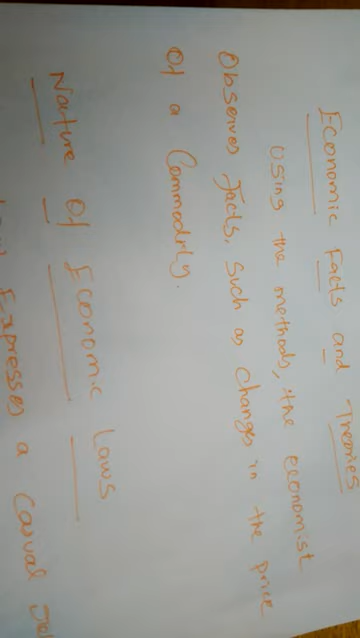 Economic Facts and Theories
Using the methods, the economist
Observes Facts, Such as changes in the price
Of a Commodity.
Nature Of Economic Laws
Expresses a Casual